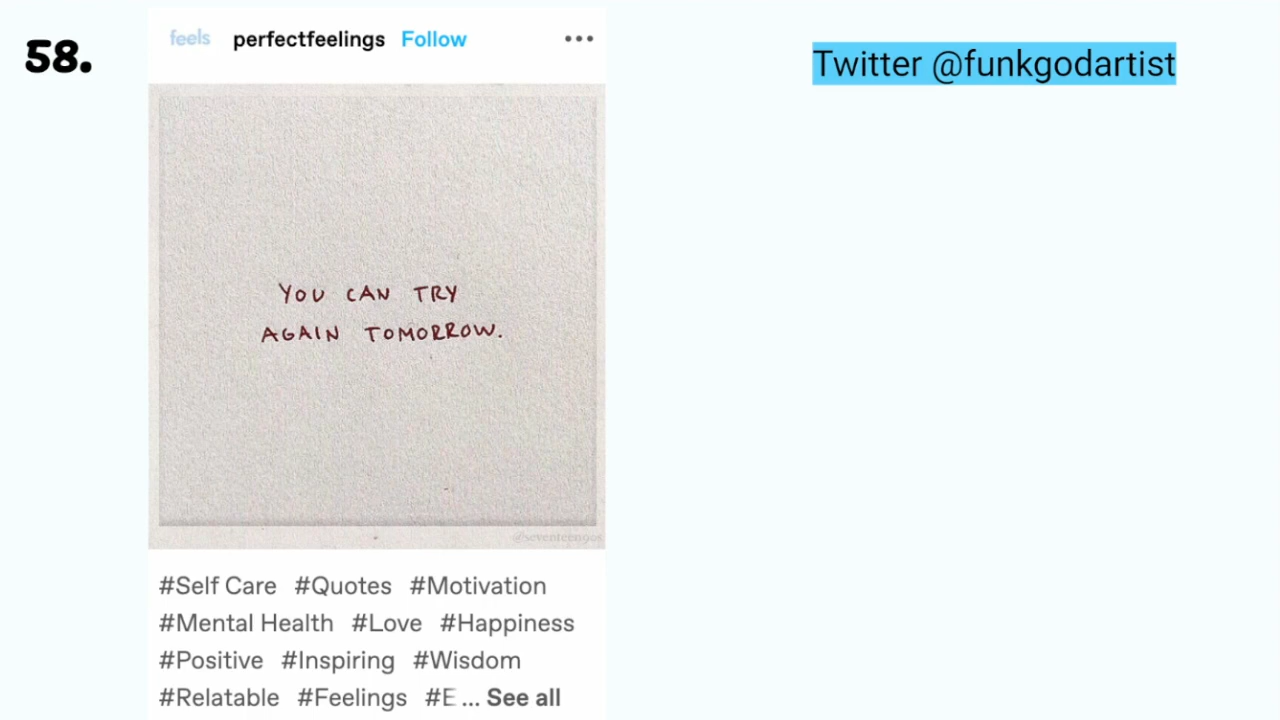 58.
feels perfectfeelings Follow
Twitter @funkgodartist
YOU CAN TRY
AGAIN TOMORROW.
#Self Care #Quotes #Motivation
#Mental Health #Love #Happiness
#Positive #Inspiring #Wisdom
#Relatable #Feelings #E... See all